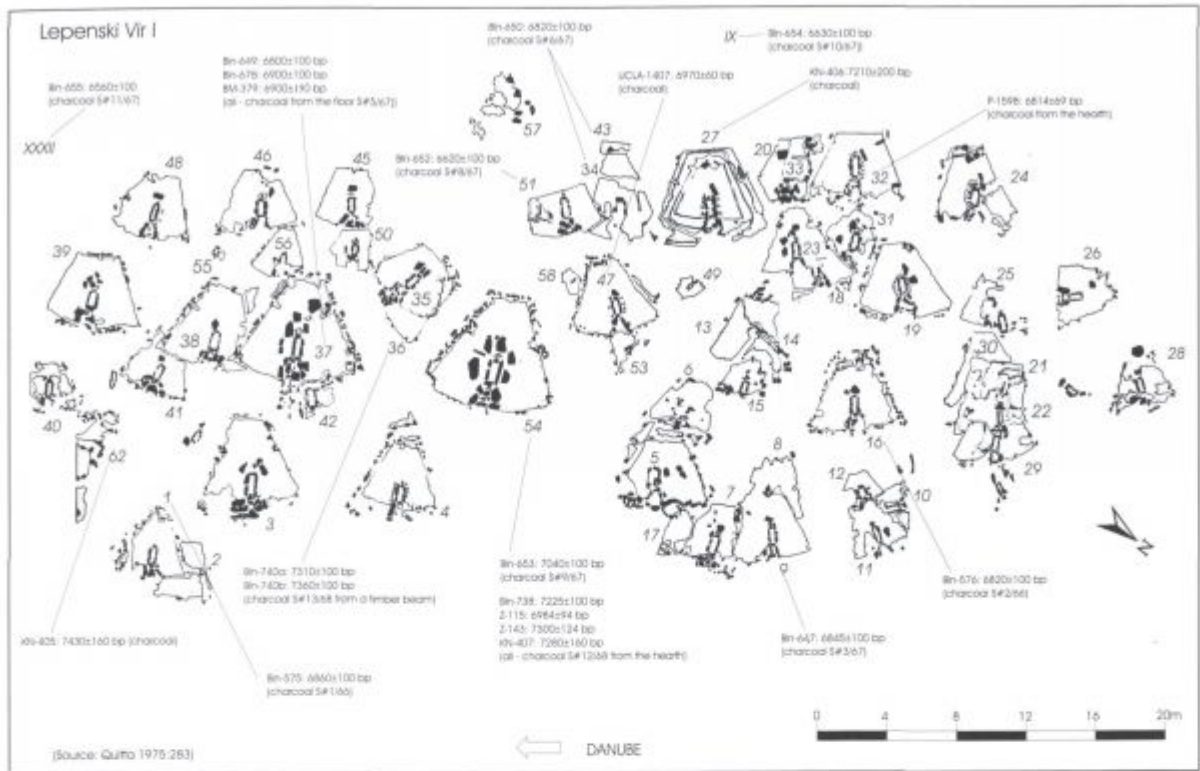 Lepenski Vir I
Bln-650: 6820±100 bp
(charcoal S#6/67)
IX
Bln-654: 6630±100 bp
(charcoal S#10/67)
Bln-649: 6800±100 bp
Bln-678: 6900±100 bp
BM-379: 6900±190 bp
(all - charcoal from the floor S#5/67)
UCLA-1407: 6970±60 bp
(charcoal)
KN-406: 7210±200 bp
(charcoal)
Bln-655: 6560±100
(charcoal S#11/67)
P-1598: 6814±69 bp
(charcoal from the hearth)
XXXII
Bln-652: 6620±100 bp
(charcoal S#8/67)
57
43
27
20
33
32
24
48
46
45
51
34
31
50
56
39
55
35
58
47
49
23
18
25
26
19
38
37
36
13
14
53
30
21
28
41
42
40
54
6
15
16
22
62
5
8
29
3
4
7
12
10
1
17
9
11
2
Bln-740a: 7310±100 bp
Bln-740b: 7360±100 bp
(charcoal S#13/68 from a timber beam)
Bln-653: 7040±100 bp
(charcoal S#9/67)
Bln-738: 7225±100 bp
Z-115: 6984±94 bp
Z-143: 7300±124 bp
KN-407: 7280±160 bp
(all - charcoal S#12/68 from the hearth)
Bln-576: 6820±100 bp
(charcoal S#2/66)
N
KN-405: 7430±160 bp (charcoal)
Bln-647: 6845±100 bp
(charcoal S#3/67)
Bln-575: 6860±100 bp
(charcoal S#1/66)
0 4 8 12 16 20m
(Source: Quitta 1975:283)
DANUBE